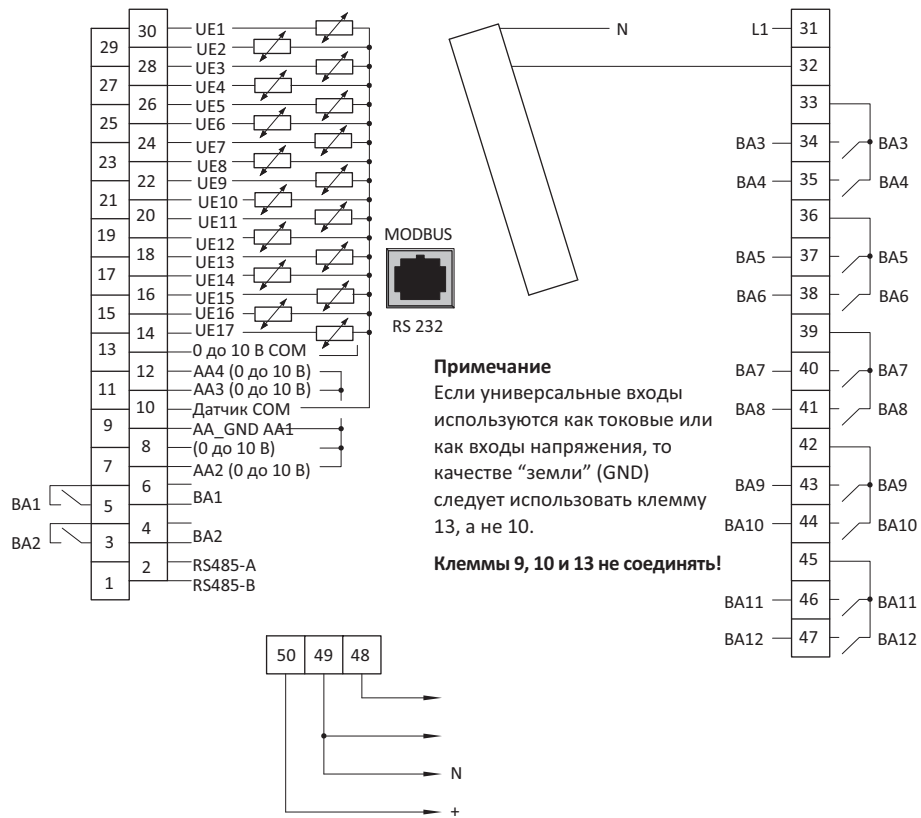 30
UE1
29
UE2
28
UE3
27
UE4
26
UE5
25
UE6
24
UE7
23
UE8
22
UE9
21
UE10
20
UE11
19
UE12
18
UE13
17
UE14
16
UE15
15
UE16
14
UE17
13
0 до 10 В COM
12
AA4 (0 до 10 В)
11
AA3 (0 до 10 В)
10
Датчик COM
9
AA_GND AA1
8
(0 до 10 В)
7
AA2 (0 до 10 В)
6
BA1
BA1
5
4
BA2
BA2
3
2
RS485-A
1
RS485-B
MODBUS
RS 232
N
L1
31
32
33
BA3
34
BA3
BA4
35
BA4
36
BA5
37
BA5
BA6
38
BA6
39
BA7
40
BA7
BA8
41
BA8
42
BA9
43
BA9
BA10
44
BA10
45
BA11
46
BA11
BA12
47
BA12
Примечание
Если универсальные входы
используются как токовые или
как входы напряжения, то
качестве “земли” (GND)
следует использовать клемму
13, а не 10.
Клеммы 9, 10 и 13 не соединять!
50 49 48
N
+